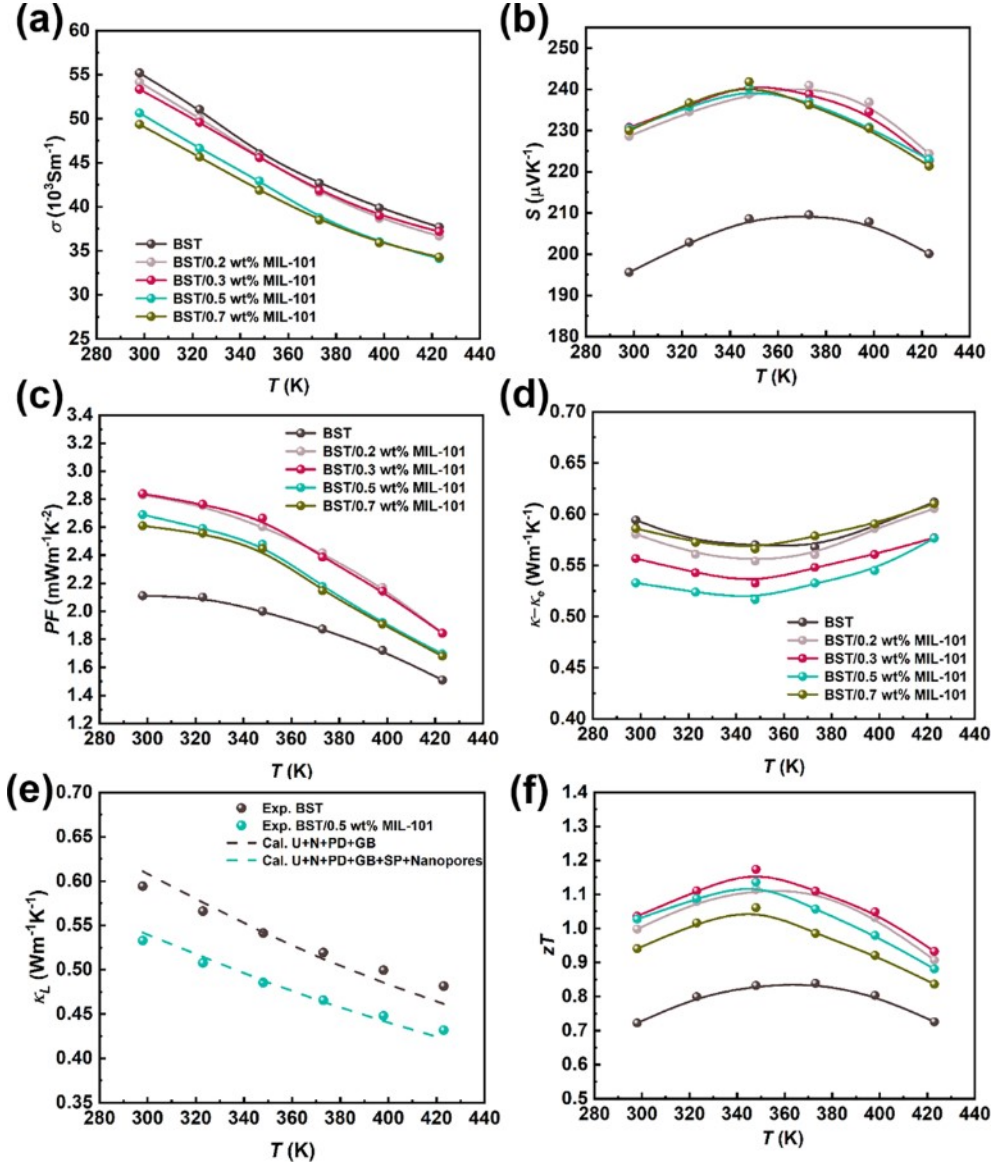 (a)
60
55
50
45
40
35
30
25
σ (10³Sm⁻¹)
BST
BST/0.2 wt% MIL-101
BST/0.3 wt% MIL-101
BST/0.5 wt% MIL-101
BST/0.7 wt% MIL-101
280 300 320 340 360 380 400 420 440
T (K)
(b)
250
240
230
220
210
200
190
180
S (μVK⁻¹)
280 300 320 340 360 380 400 420 440
T (K)
(c)
3.4
3.2
3.0
2.8
2.6
2.4
2.2
2.0
1.8
1.6
1.4
1.2
PF (mWm⁻¹K⁻²)
BST
BST/0.2 wt% MIL-101
BST/0.3 wt% MIL-101
BST/0.5 wt% MIL-101
BST/0.7 wt% MIL-101
280 300 320 340 360 380 400 420 440
T (K)
(d)
0.70
0.65
0.60
0.55
0.50
0.45
0.40
κ−κₑ (Wm⁻¹K⁻¹)
BST
BST/0.2 wt% MIL-101
BST/0.3 wt% MIL-101
BST/0.5 wt% MIL-101
BST/0.7 wt% MIL-101
280 300 320 340 360 380 400 420 440
T (K)
(e)
0.70
0.65
0.60
0.55
0.50
0.45
0.40
0.35
κL (Wm⁻¹K⁻¹)
Exp. BST
Exp. BST/0.5 wt% MIL-101
Cal. U+N+PD+GB
Cal. U+N+PD+GB+SP+Nanopores
280 300 320 340 360 380 400 420 440
T (K)
(f)
1.4
1.3
1.2
1.1
1.0
0.9
0.8
0.7
0.6
0.5
zT
280 300 320 340 360 380 400 420 440
T (K)